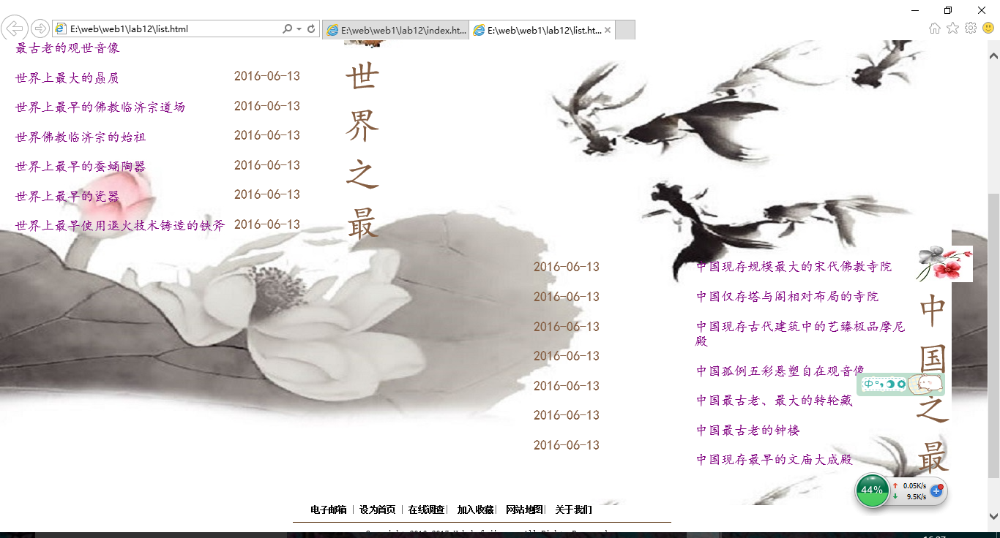 E:\web\web1\lab12\list.html
E:\web\web1\lab12\index.ht...
E:\web\web1\lab12\list.ht...
最古老的观世音像
世界上最大的赑质 2016-06-13
世界上最早的佛教临济宗道场 2016-06-13
世界佛教临济宗的始祖 2016-06-13
世界上最早的蚕蛹陶器 2016-06-13
世界上最早的瓷器 2016-06-13
世界上最早使用退火技术铸造的铁斧 2016-06-13
世界之最
2016-06-13 中国现存规模最大的宋代佛教寺院
2016-06-13 中国仅存塔与阁相对布局的寺院
2016-06-13 中国现存古代建筑中的艺臻极品摩尼
殿
2016-06-13 中国孤例五彩悬塑自在观音像
2016-06-13 中国最古老、最大的转轮藏
2016-06-13 中国最古老的钟楼
2016-06-13 中国现存最早的文庙大成殿
中国之最
中
44%
0.05K/s
9.5K/s
电子邮箱 | 设为首页 | 在线调查 | 加入收藏 | 网站地图 | 关于我们